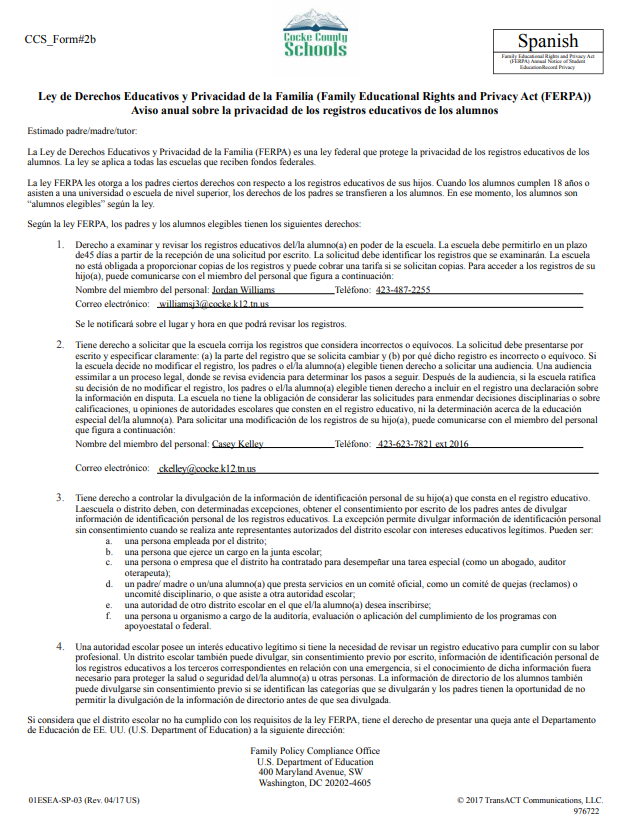 CCS_Form#2b
Cocke County
Schools
Spanish
Family Educational Rights and Privacy Act
(FERPA) Annual Notice of Student
EducationRecord Privacy
Ley de Derechos Educativos y Privacidad de la Familia (Family Educational Rights and Privacy Act (FERPA))
Aviso anual sobre la privacidad de los registros educativos de los alumnos
Estimado padre/madre/tutor:
La Ley de Derechos Educativos y Privacidad de la Familia (FERPA) es una ley federal que protege la privacidad de los registros educativos de los
alumnos. La ley se aplica a todas las escuelas que reciben fondos federales.
La ley FERPA les otorga a los padres ciertos derechos con respecto a los registros educativos de sus hijos. Cuando los alumnos cumplen 18 años o
asisten a una universidad o escuela de nivel superior, los derechos de los padres se transfieren a los alumnos. En ese momento, los alumnos son
“alumnos elegibles” según la ley.
Según la ley FERPA, los padres y los alumnos elegibles tienen los siguientes derechos:
1. Derecho a examinar y revisar los registros educativos del/la alumno(a) en poder de la escuela. La escuela debe permitirlo en un plazo
de45 días a partir de la recepción de una solicitud por escrito. La solicitud debe identificar los registros que se examinarán. La escuela
no está obligada a proporcionar copias de los registros y puede cobrar una tarifa si se solicitan copias. Para acceder a los registros de su
hijo(a), puede comunicarse con el miembro del personal que figura a continuación:
Nombre del miembro del personal: Jordan Williams Teléfono: 423-487-2255
Correo electrónico: williamsj3@cocke.k12.tn.us
Se le notificará sobre el lugar y hora en que podrá revisar los registros.
2. Tiene derecho a solicitar que la escuela corrija los registros que considera incorrectos o equívocos. La solicitud debe presentarse por
escrito y especificar claramente: (a) la parte del registro que se solicita cambiar y (b) por qué dicho registro es incorrecto o equívoco. Si
la escuela decide no modificar el registro, los padres o el/la alumno(a) elegible tienen derecho a solicitar una audiencia. Una audiencia
essimilar a un proceso legal, donde se revisa evidencia para determinar los pasos a seguir. Después de la audiencia, si la escuela ratifica
su decisión de no modificar el registro, los padres o el/la alumno(a) elegible tienen derecho a incluir en el registro una declaración sobre
la información en disputa. La escuela no tiene la obligación de considerar las solicitudes para enmendar decisiones disciplinarias o sobre
calificaciones, u opiniones de autoridades escolares que consten en el registro educativo, ni la determinación acerca de la educación
especial del/la alumno(a). Para solicitar una modificación de los registros de su hijo(a), puede comunicarse con el miembro del personal
que figura a continuación:
Nombre del miembro del personal: Casey Kelley Teléfono: 423-623-7821 ext 2016
Correo electrónico: ckelley@cocke.k12.tn.us
3. Tiene derecho a controlar la divulgación de la información de identificación personal de su hijo(a) que consta en el registro educativo.
Laescuela o distrito deben, con determinadas excepciones, obtener el consentimiento por escrito de los padres antes de divulgar
información de identificación personal de los registros educativos. La excepción permite divulgar información de identificación personal
sin consentimiento cuando se realiza ante representantes autorizados del distrito escolar con intereses educativos legítimos. Pueden ser:
a. una persona empleada por el distrito;
b. una persona que ejerce un cargo en la junta escolar;
c. una persona o empresa que el distrito ha contratado para desempeñar una tarea especial (como un abogado, auditor
oterapeuta);
d. un padre/ madre o un/una alumno(a) que presta servicios en un comité oficial, como un comité de quejas (reclamos) o
uncomité disciplinario, o que asiste a otra autoridad escolar;
e. una autoridad de otro distrito escolar en el que el/la alumno(a) desea inscribirse;
f. una persona u organismo a cargo de la auditoría, evaluación o aplicación del cumplimiento de los programas con
apoyoestatal o federal.
4. Una autoridad escolar posee un interés educativo legítimo si tiene la necesidad de revisar un registro educativo para cumplir con su labor
profesional. Un distrito escolar también puede divulgar, sin consentimiento previo por escrito, información de identificación personal de
los registros educativos a los terceros correspondientes en relación con una emergencia, si el conocimiento de dicha información fuera
necesario para proteger la salud o seguridad del/la alumno(a) u otras personas. La información de directorio de los alumnos también
puede divulgarse sin consentimiento previo si se identifican las categorías que se divulgarán y los padres tienen la oportunidad de no
permitir la divulgación de la información de directorio antes de que sea divulgada.
Si considera que el distrito escolar no ha cumplido con los requisitos de la ley FERPA, tiene el derecho de presentar una queja ante el Departamento
de Educación de EE. UU. (U.S. Department of Education) a la siguiente dirección:
Family Policy Compliance Office
U.S. Department of Education
400 Maryland Avenue, SW
Washington, DC 20202-4605
01ESEA-SP-03 (Rev. 04/17 US)
© 2017 TransACT Communications, LLC.
976722